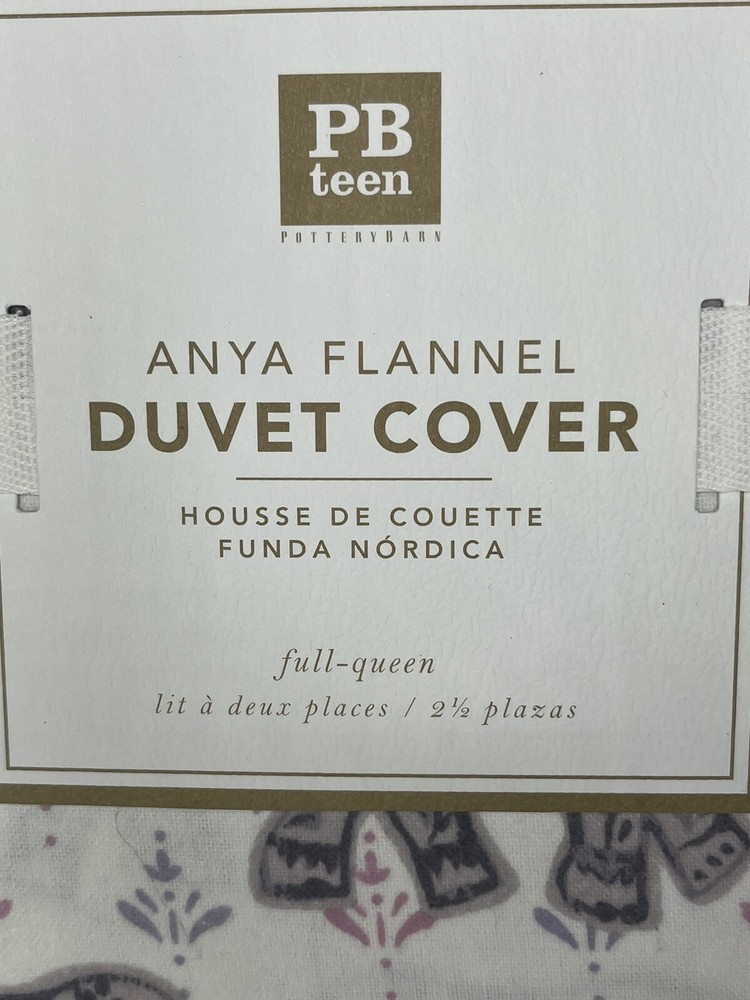 PB
teen
POTTERYBARN
ANYA FLANNEL
DUVET COVER
HOUSSE DE COUETTE
FUNDA NÓRDICA
full-queen
lit à deux places / 2½ plazas